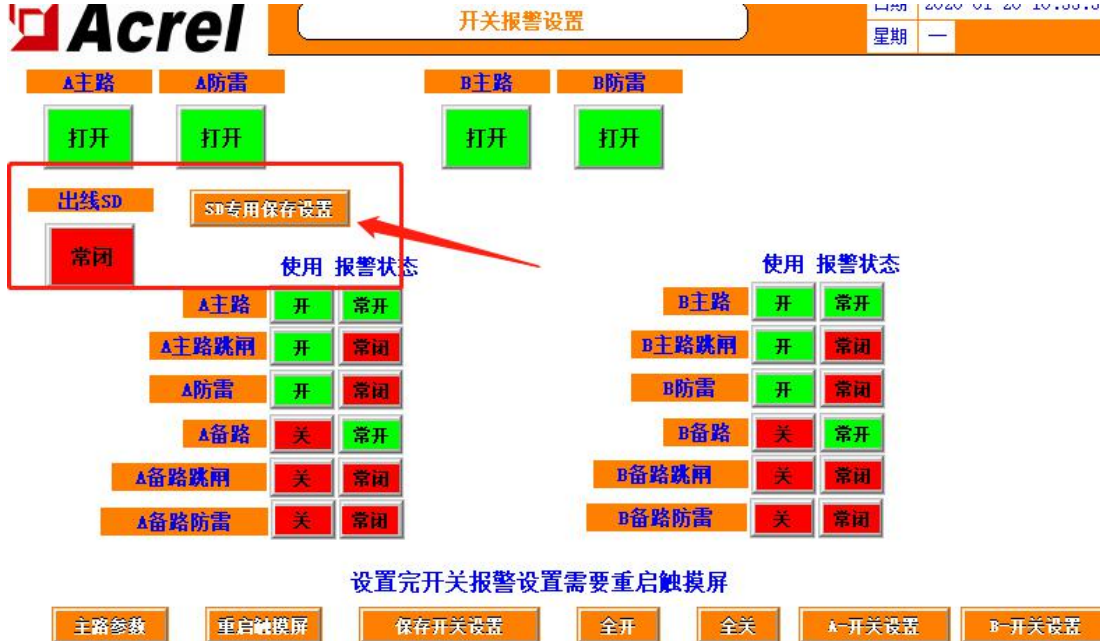 Acrel
开关报警设置
日期 2020-01-20
星期 一
A主路 A防雷 B主路 B防雷
打开 打开 打开 打开
出线SD SD专用保存设置
常闭
使用 报警状态 使用 报警状态
A主路 开 常开 B主路 开 常开
A主路跳闸 开 常闭 B主路跳闸 开 常闭
A防雷 开 常闭 B防雷 开 常闭
A备路 关 常开 B备路 关 常开
A备路跳闸 关 常闭 B备路跳闸 关 常闭
A备路防雷 关 常闭 B备路防雷 关 常闭
设置完开关报警设置需要重启触摸屏
主路参数 重启触摸屏 保存开关设置 全开 全关 A-开关设置 B-开关设置